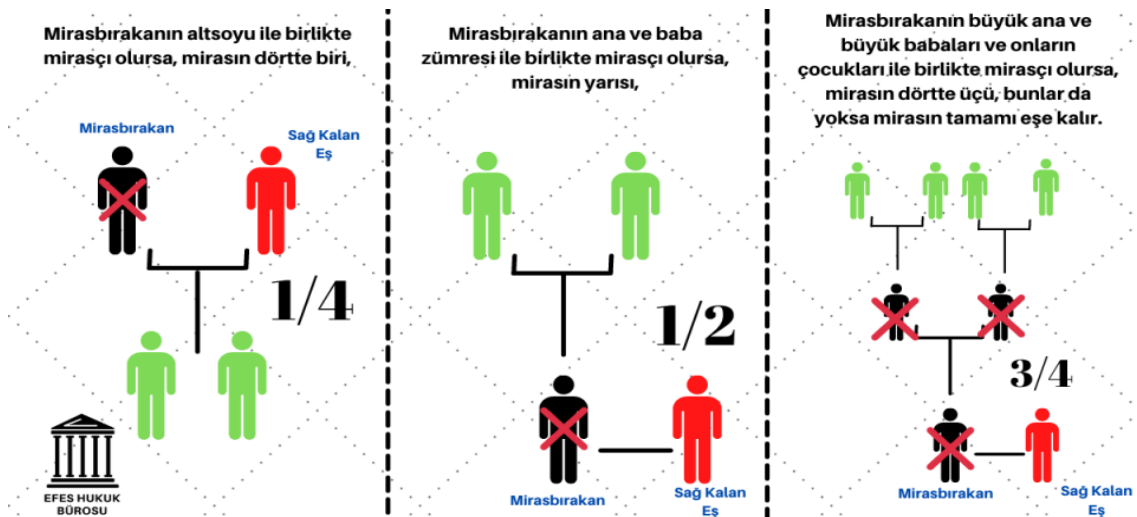 Mirasbırakanın altsoyu ile birlikte
mirasçı olursa, mirasın dörtte biri,
Mirasbırakan
Sağ Kalan
Eş
1/4
EFES HUKUK
BÜROSU
Mirasbırakanın ana ve baba
zümresi ile birlikte mirasçı olursa,
mirasın yarısı,
1/2
Mirasbırakan
Sağ Kalan
Eş
Mirasbırakanın büyük ana ve
büyük babaları ve onların
çocukları ile birlikte mirasçı olursa,
mirasın dörtte üçü, bunlar da
yoksa mirasın tamamı eşe kalır.
3/4
Mirasbırakan
Sağ Kalan
Eş